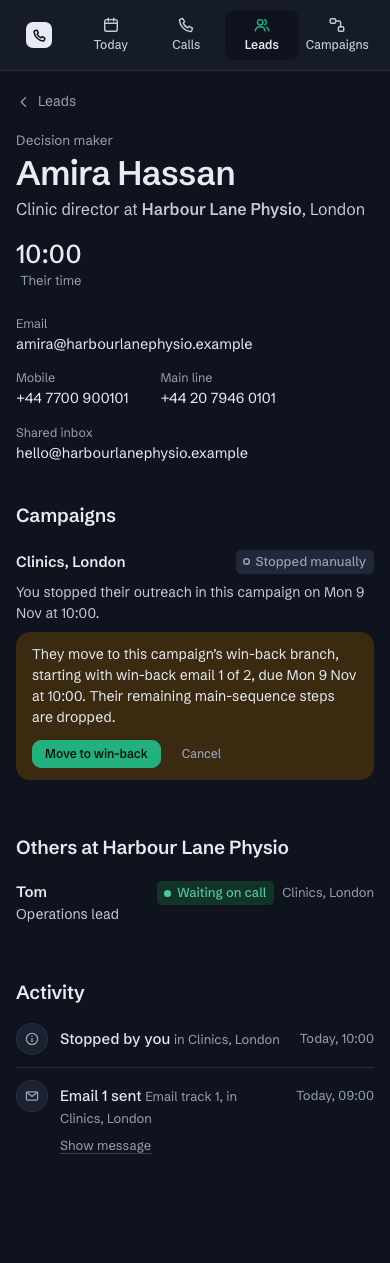 Today
Calls
Leads
Campaigns
Leads
Decision maker
Amira Hassan
Clinic director at Harbour Lane Physio, London
10:00
Their time
Email
amira@harbourlanephysio.example
Mobile
Main line
+44 7700 900101
+44 20 7946 0101
Shared inbox
hello@harbourlanephysio.example
Campaigns
Clinics, London
Stopped manually
You stopped their outreach in this campaign on Mon 9
Nov at 10:00.
They move to this campaign’s win-back branch,
starting with win-back email 1 of 2, due Mon 9 Nov
at 10:00. Their remaining main-sequence steps
are dropped.
Move to win-back
Cancel
Others at Harbour Lane Physio
Tom
Waiting on call
Clinics, London
Operations lead
Activity
Stopped by you in Clinics, London
Today, 10:00
Email 1 sent Email track 1, in
Today, 09:00
Clinics, London
Show message